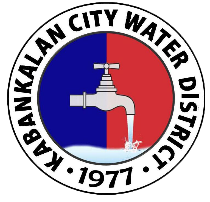 KABANKALAN CITY WATER DISTRICT
• 1977 •